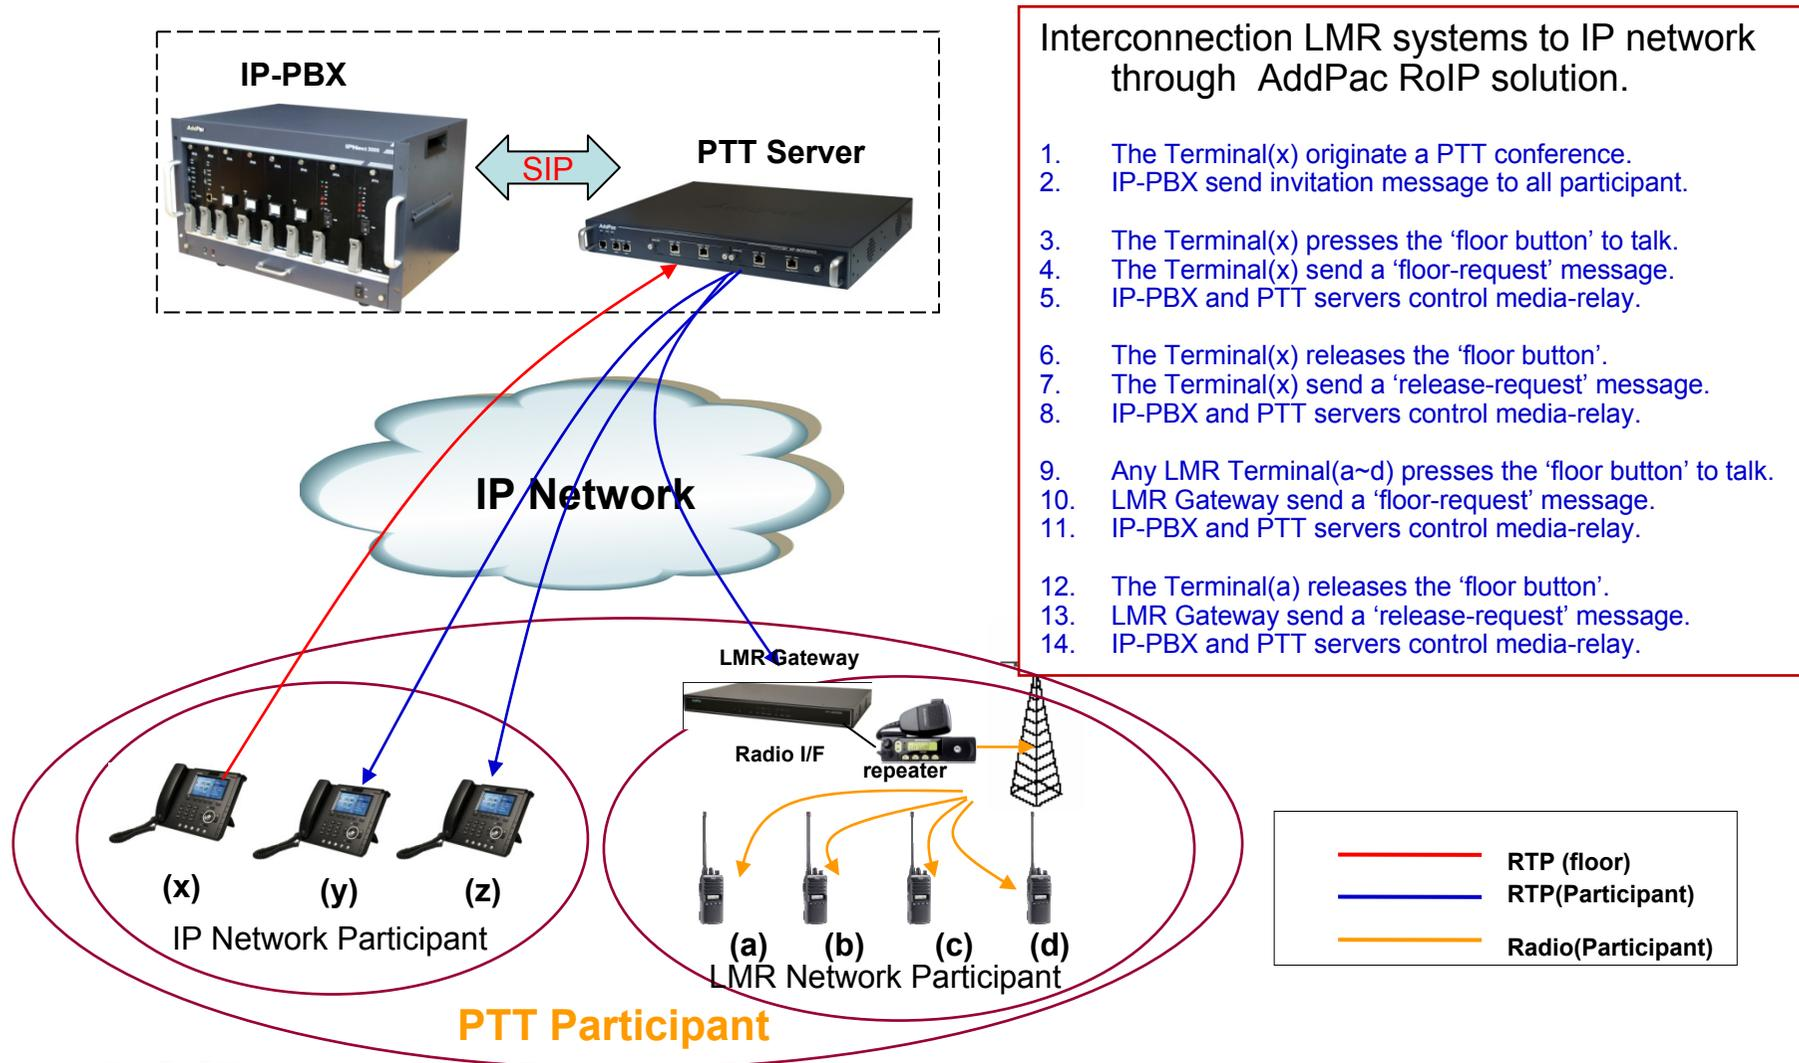 IP-PBX
SIP
PTT Server
AddPac
AddPac
IP Network
LMR Gateway
Radio I/F
repeater
(x)
(y)
(z)
IP Network Participant
(a)
(b)
(c)
(d)
LMR Network Participant
PTT Participant
Interconnection LMR systems to IP network
through AddPac RoIP solution.
1. The Terminal(x) originate a PTT conference.
2. IP-PBX send invitation message to all participant.
3. The Terminal(x) presses the ‘floor button’ to talk.
4. The Terminal(x) send a ‘floor-request’ message.
5. IP-PBX and PTT servers control media-relay.
6. The Terminal(x) releases the ‘floor button’.
7. The Terminal(x) send a ‘release-request’ message.
8. IP-PBX and PTT servers control media-relay.
9. Any LMR Terminal(a~d) presses the ‘floor button’ to talk.
10. LMR Gateway send a ‘floor-request’ message.
11. IP-PBX and PTT servers control media-relay.
12. The Terminal(a) releases the ‘floor button’.
13. LMR Gateway send a ‘release-request’ message.
14. IP-PBX and PTT servers control media-relay.
RTP (floor)
RTP(Participant)
Radio(Participant)